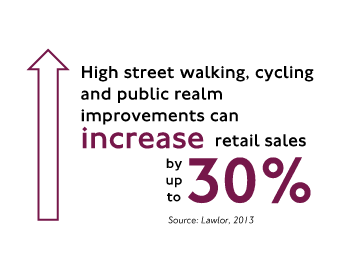 High street walking, cycling
and public realm
improvements can
increase retail sales
by
up
to
30%
Source: Lawlor, 2013